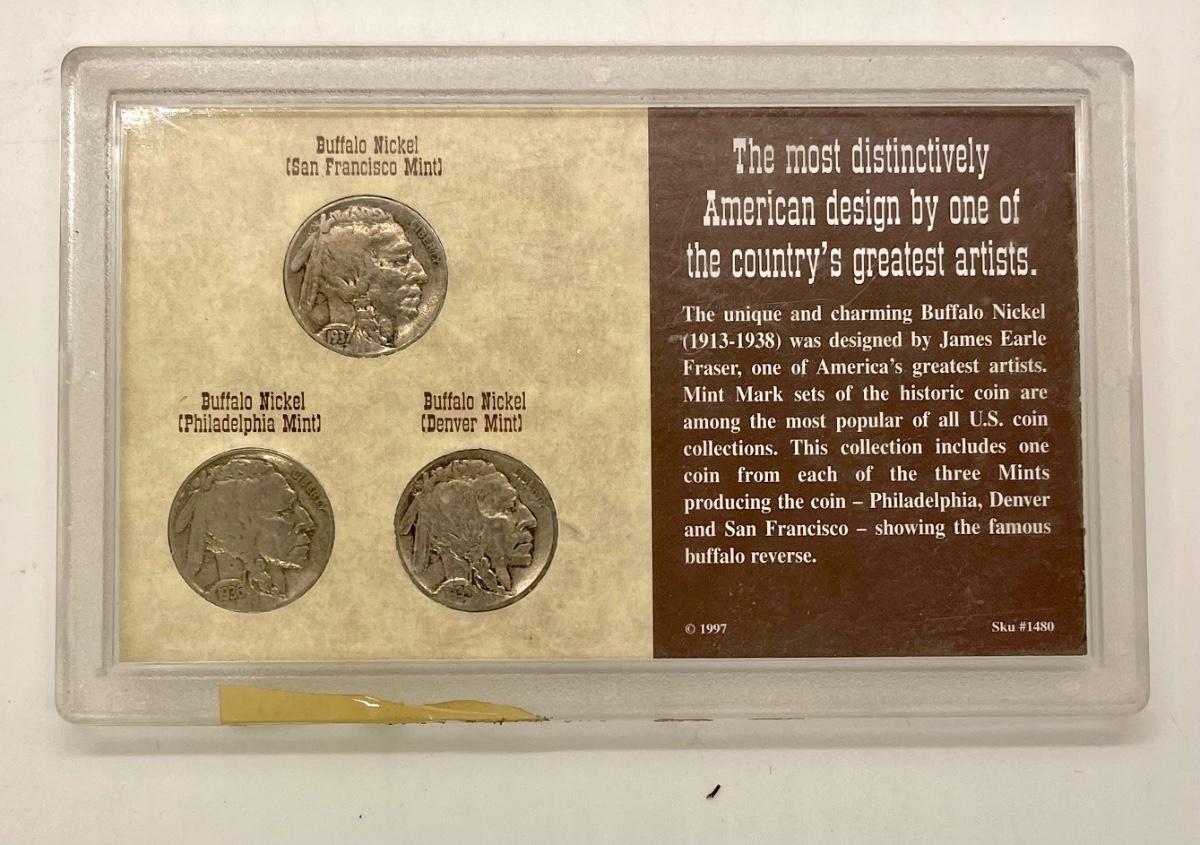 Buffalo Nickel
(San Francisco Mint)
LIBERTY
1937
Buffalo Nickel
(Philadelphia Mint)
LIBERTY
1936
Buffalo Nickel
(Denver Mint)
The most distinctively
American design by one of
the country's greatest artists.
The unique and charming Buffalo Nickel
(1913-1938) was designed by James Earle
Fraser, one of America's greatest artists.
Mint Mark sets of the historic coin are
among the most popular of all U.S. coin
collections. This collection includes one
coin from each of the three Mints
producing the coin – Philadelphia, Denver
and San Francisco – showing the famous
buffalo reverse.
© 1997
Sku #1480